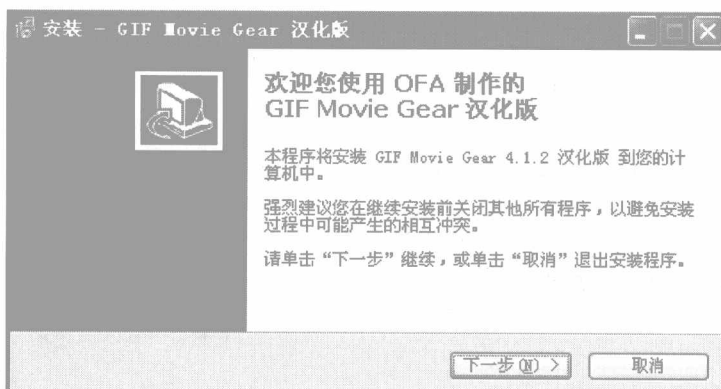 安装 - GIF Movie Gear 汉化版
欢迎您使用 OFA 制作的
GIF Movie Gear 汉化版
本程序将安装 GIF Movie Gear 4.1.2 汉化版 到您的计
算机中。
强烈建议您在继续安装前关闭其他所有程序，以避免安装
过程中可能产生的相互冲突。
请单击“下一步”继续，或单击“取消”退出安装程序。
下一步(N) >
取消